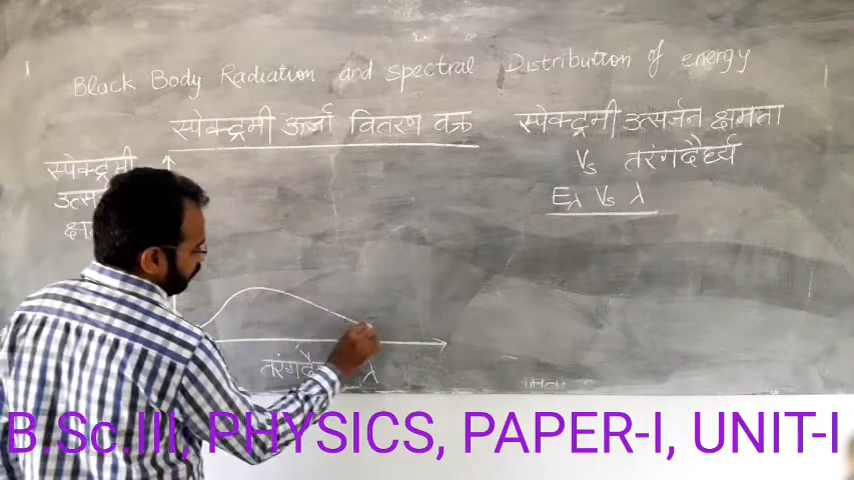 Black Body Radiation and spectral Distribution of energy
स्पेक्ट्रमी ऊर्जा वितरण वक्र
स्पेक्ट्रमी उत्सर्जन क्षमता
Vs तरंगदैर्ध्य
Eλ Vs λ
स्पेक्ट्रमी
λ
B.Sc.III, PHYSICS, PAPER-I, UNIT-I